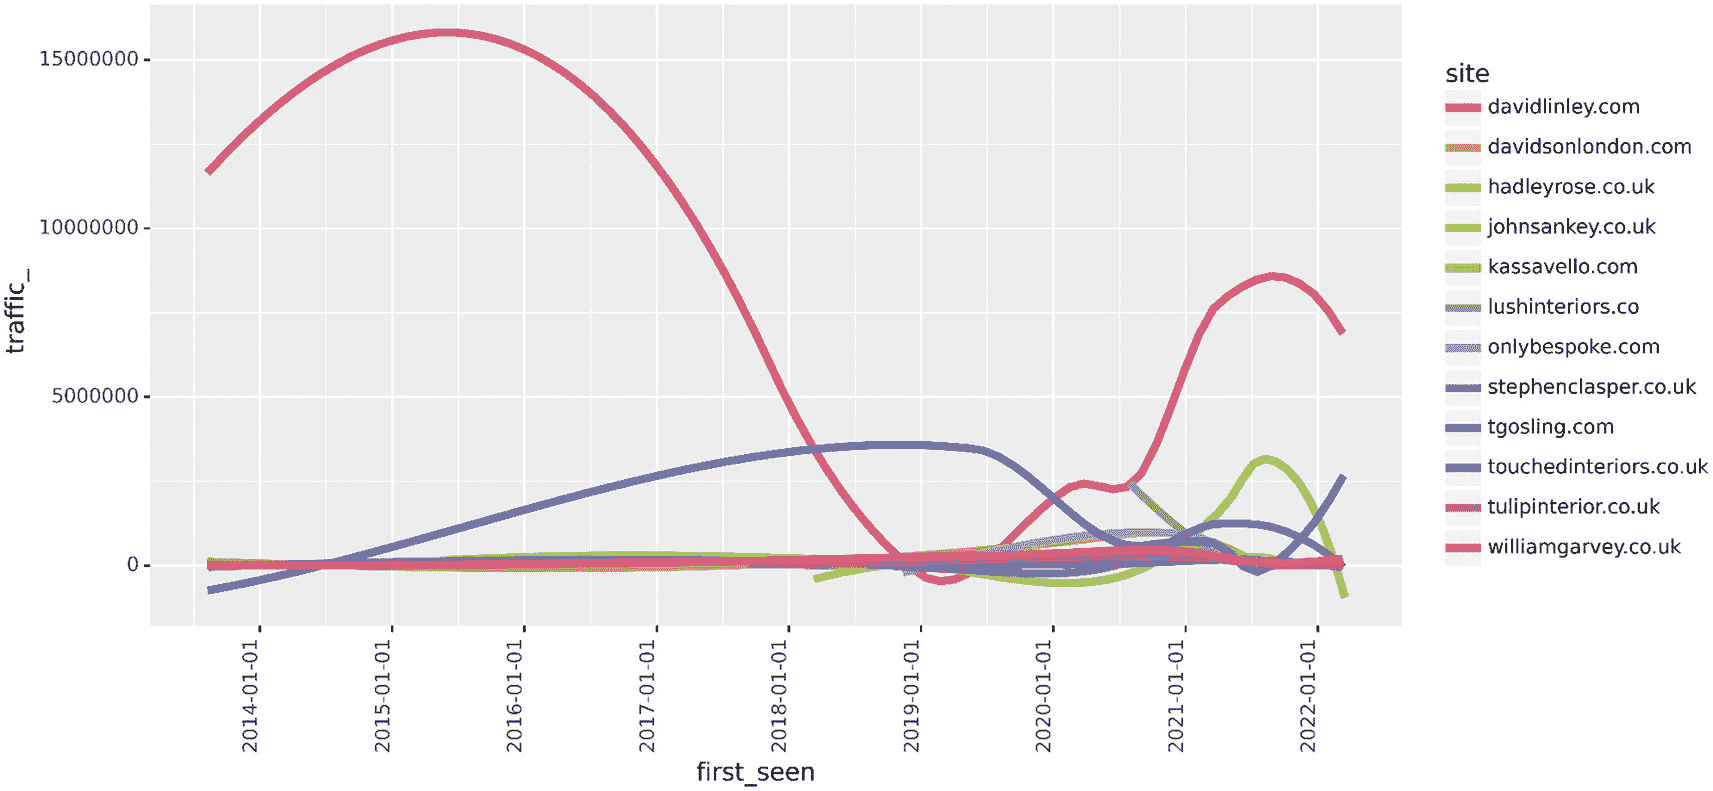 15000000
10000000
5000000
0
traffic_
2014-01-01
2015-01-01
2016-01-01
2017-01-01
2018-01-01
2019-01-01
2020-01-01
2021-01-01
2022-01-01
first_seen
site
davidlinley.com
davidsonlondon.com
hadleyrose.co.uk
johnsankey.co.uk
kassavello.com
lushinteriors.co
onlybespoke.com
stephenclasper.co.uk
tgosling.com
touchedinteriors.co.uk
tulipinterior.co.uk
williamgarvey.co.uk